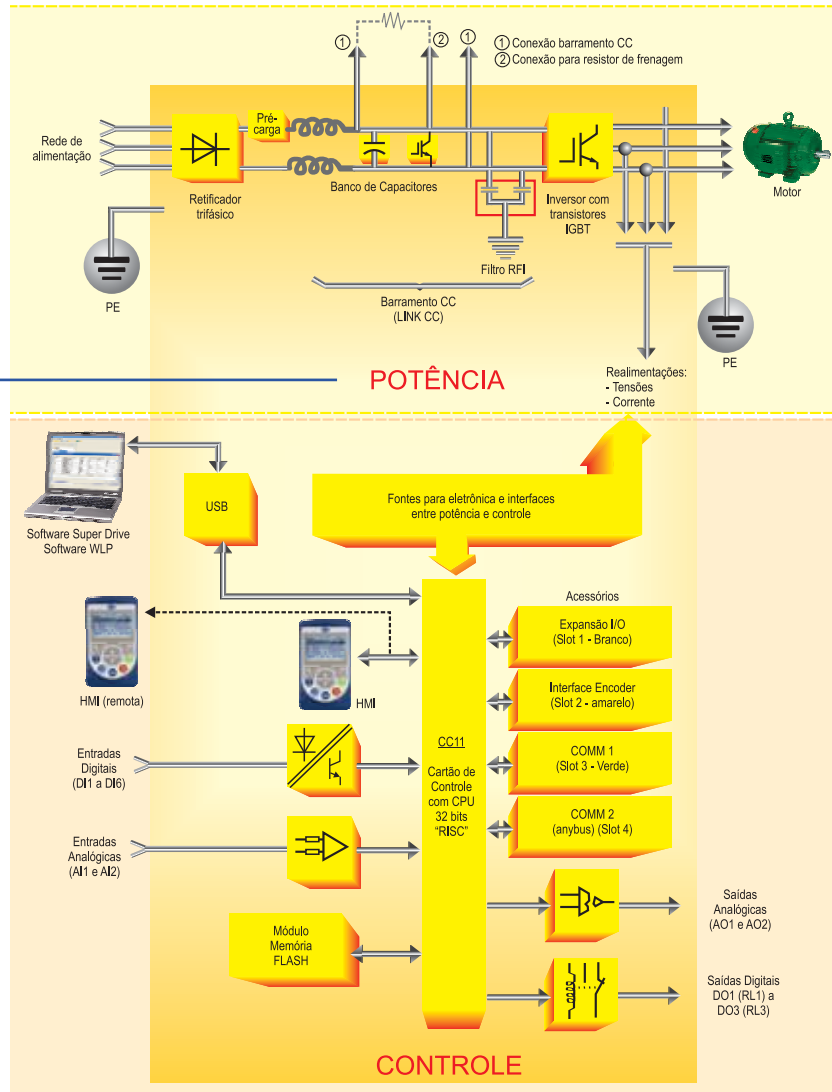 ① Conexão barramento CC
② Conexão para resistor de frenagem
①
②
①
Pré-
carga
Rede de
alimentação
Retificador
trifásico
Banco de Capacitores
Inversor com
transistores
IGBT
Motor
Filtro RFI
PE
Barramento CC
(LINK CC)
PE
POTÊNCIA
Realimentações:
- Tensões
- Corrente
USB
Fontes para eletrônica e interfaces
entre potência e controle
Software Super Drive
Software WLP
Acessórios
Expansão I/O
(Slot 1 - Branco)
HMI (remota)
HMI
Interface Encoder
(Slot 2 - amarelo)
CC11
Cartão de
Controle
com CPU
32 bits
“RISC”
Entradas
Digitais
(DI1 a DI6)
COMM 1
(Slot 3 - Verde)
COMM 2
(anybus) (Slot 4)
Entradas
Analógicas
(AI1 e AI2)
Saídas
Analógicas
(AO1 e AO2)
Módulo
Memória
FLASH
Saídas Digitais
DO1 (RL1) a
DO3 (RL3)
CONTROLE